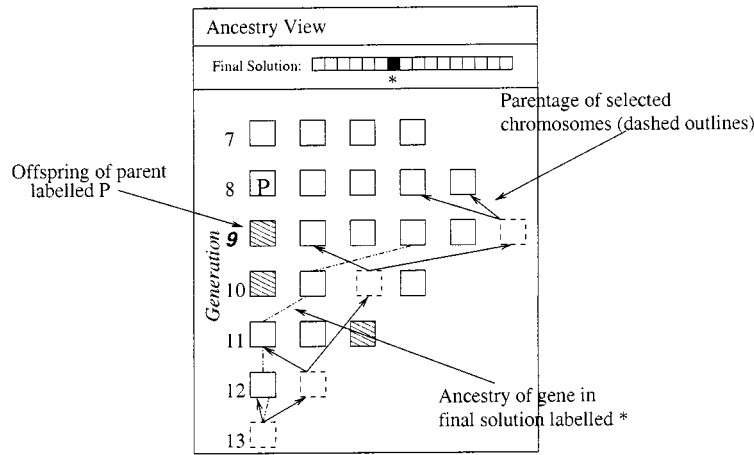 Ancestry View
Final Solution:
*
Parentage of selected
chromosomes (dashed outlines)
7
Offspring of parent
labelled P
8 P
9
Generation
10
11
12
Ancestry of gene in
final solution labelled *
13